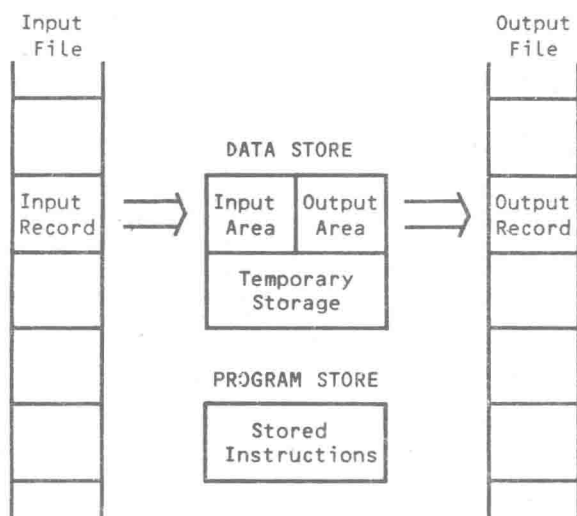 Input
File
Output
File
DATA STORE
Input
Record
Input
Area
Output
Area
Output
Record
Temporary
Storage
PROGRAM STORE
Stored
Instructions